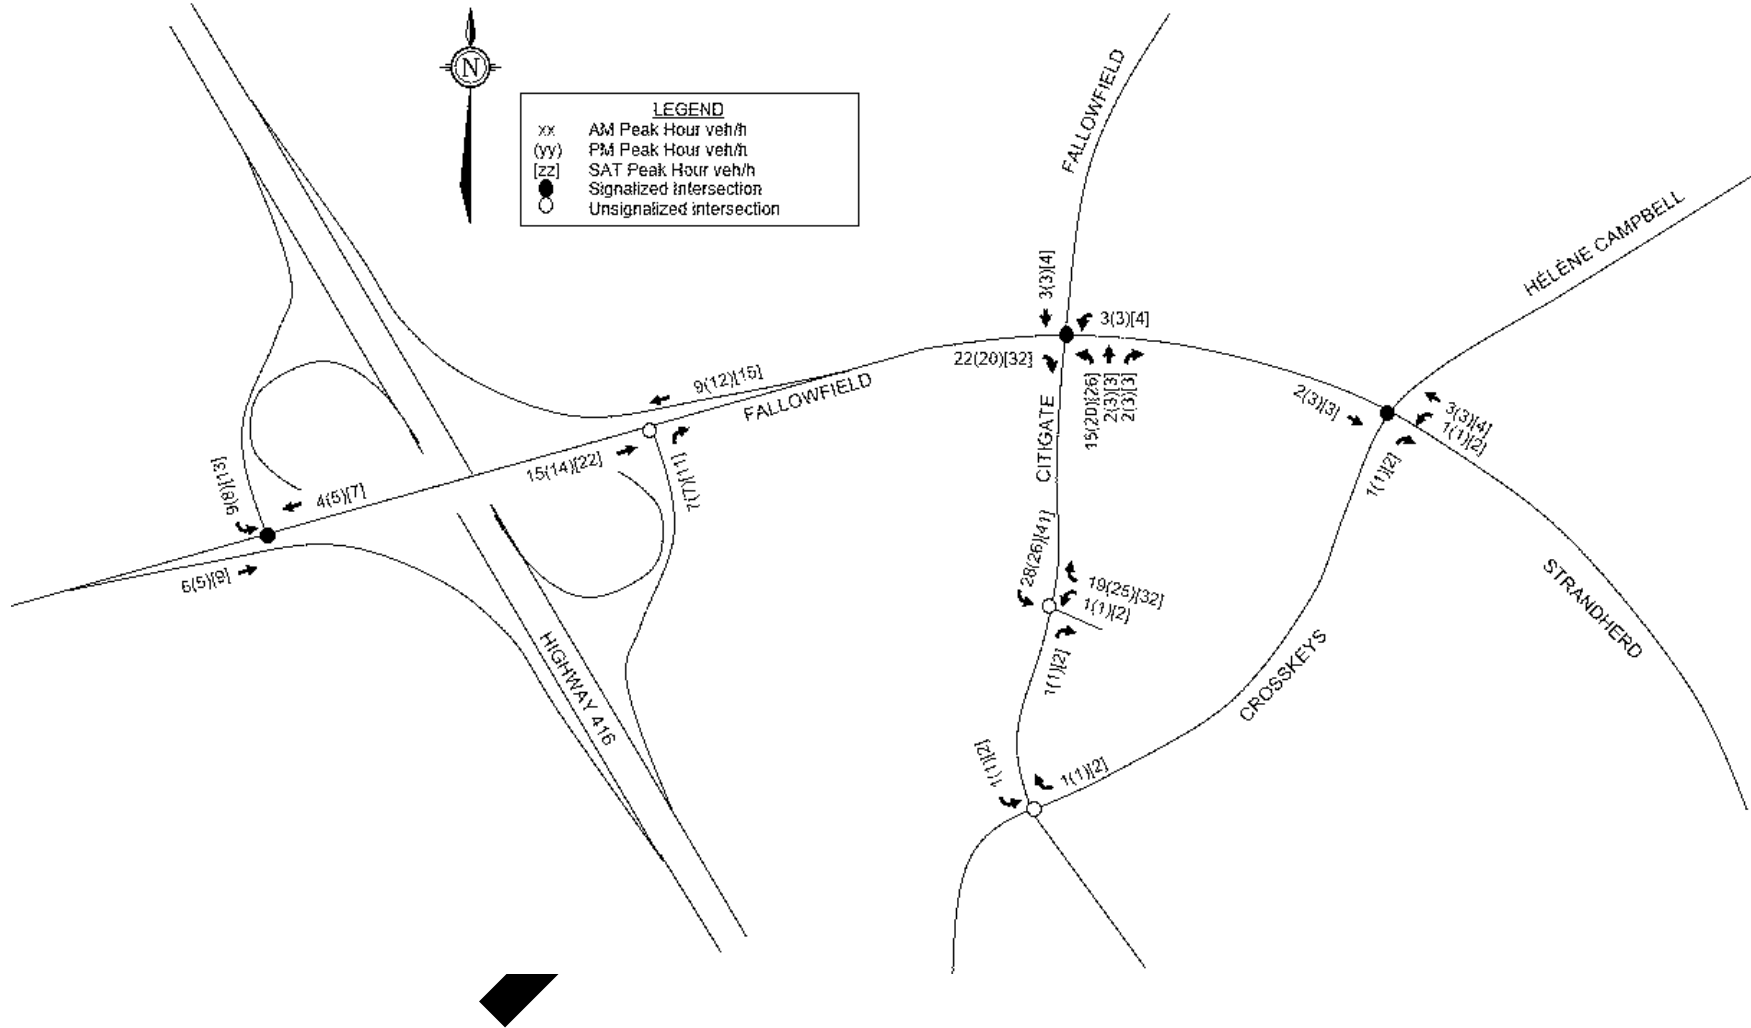 N
LEGEND
xx AM Peak Hour veh/h
(yy) PM Peak Hour veh/h
[zz] SAT Peak Hour veh/h
Signalized Intersection
Unsignalized Intersection
FALLOWFIELD
HÉLÈNE CAMPBELL
3(3)[4]
3(3)[4]
22(20)[32]
15(20)[26]
2(3)[3]
2(3)[3]
9(12)[15]
FALLOWFIELD
2(3)[3]
3(3)[4]
1(1)[2]
1(1)[2]
CITIGATE
15(14)[22]
7(7)[11]
9(8)[13]
4(5)[7]
28(26)[41]
19(25)[32]
1(1)[2]
1(1)[2]
STRANDHERD
CROSSKEYS
HIGHWAY 416
1(1)[2]
1(1)[2]